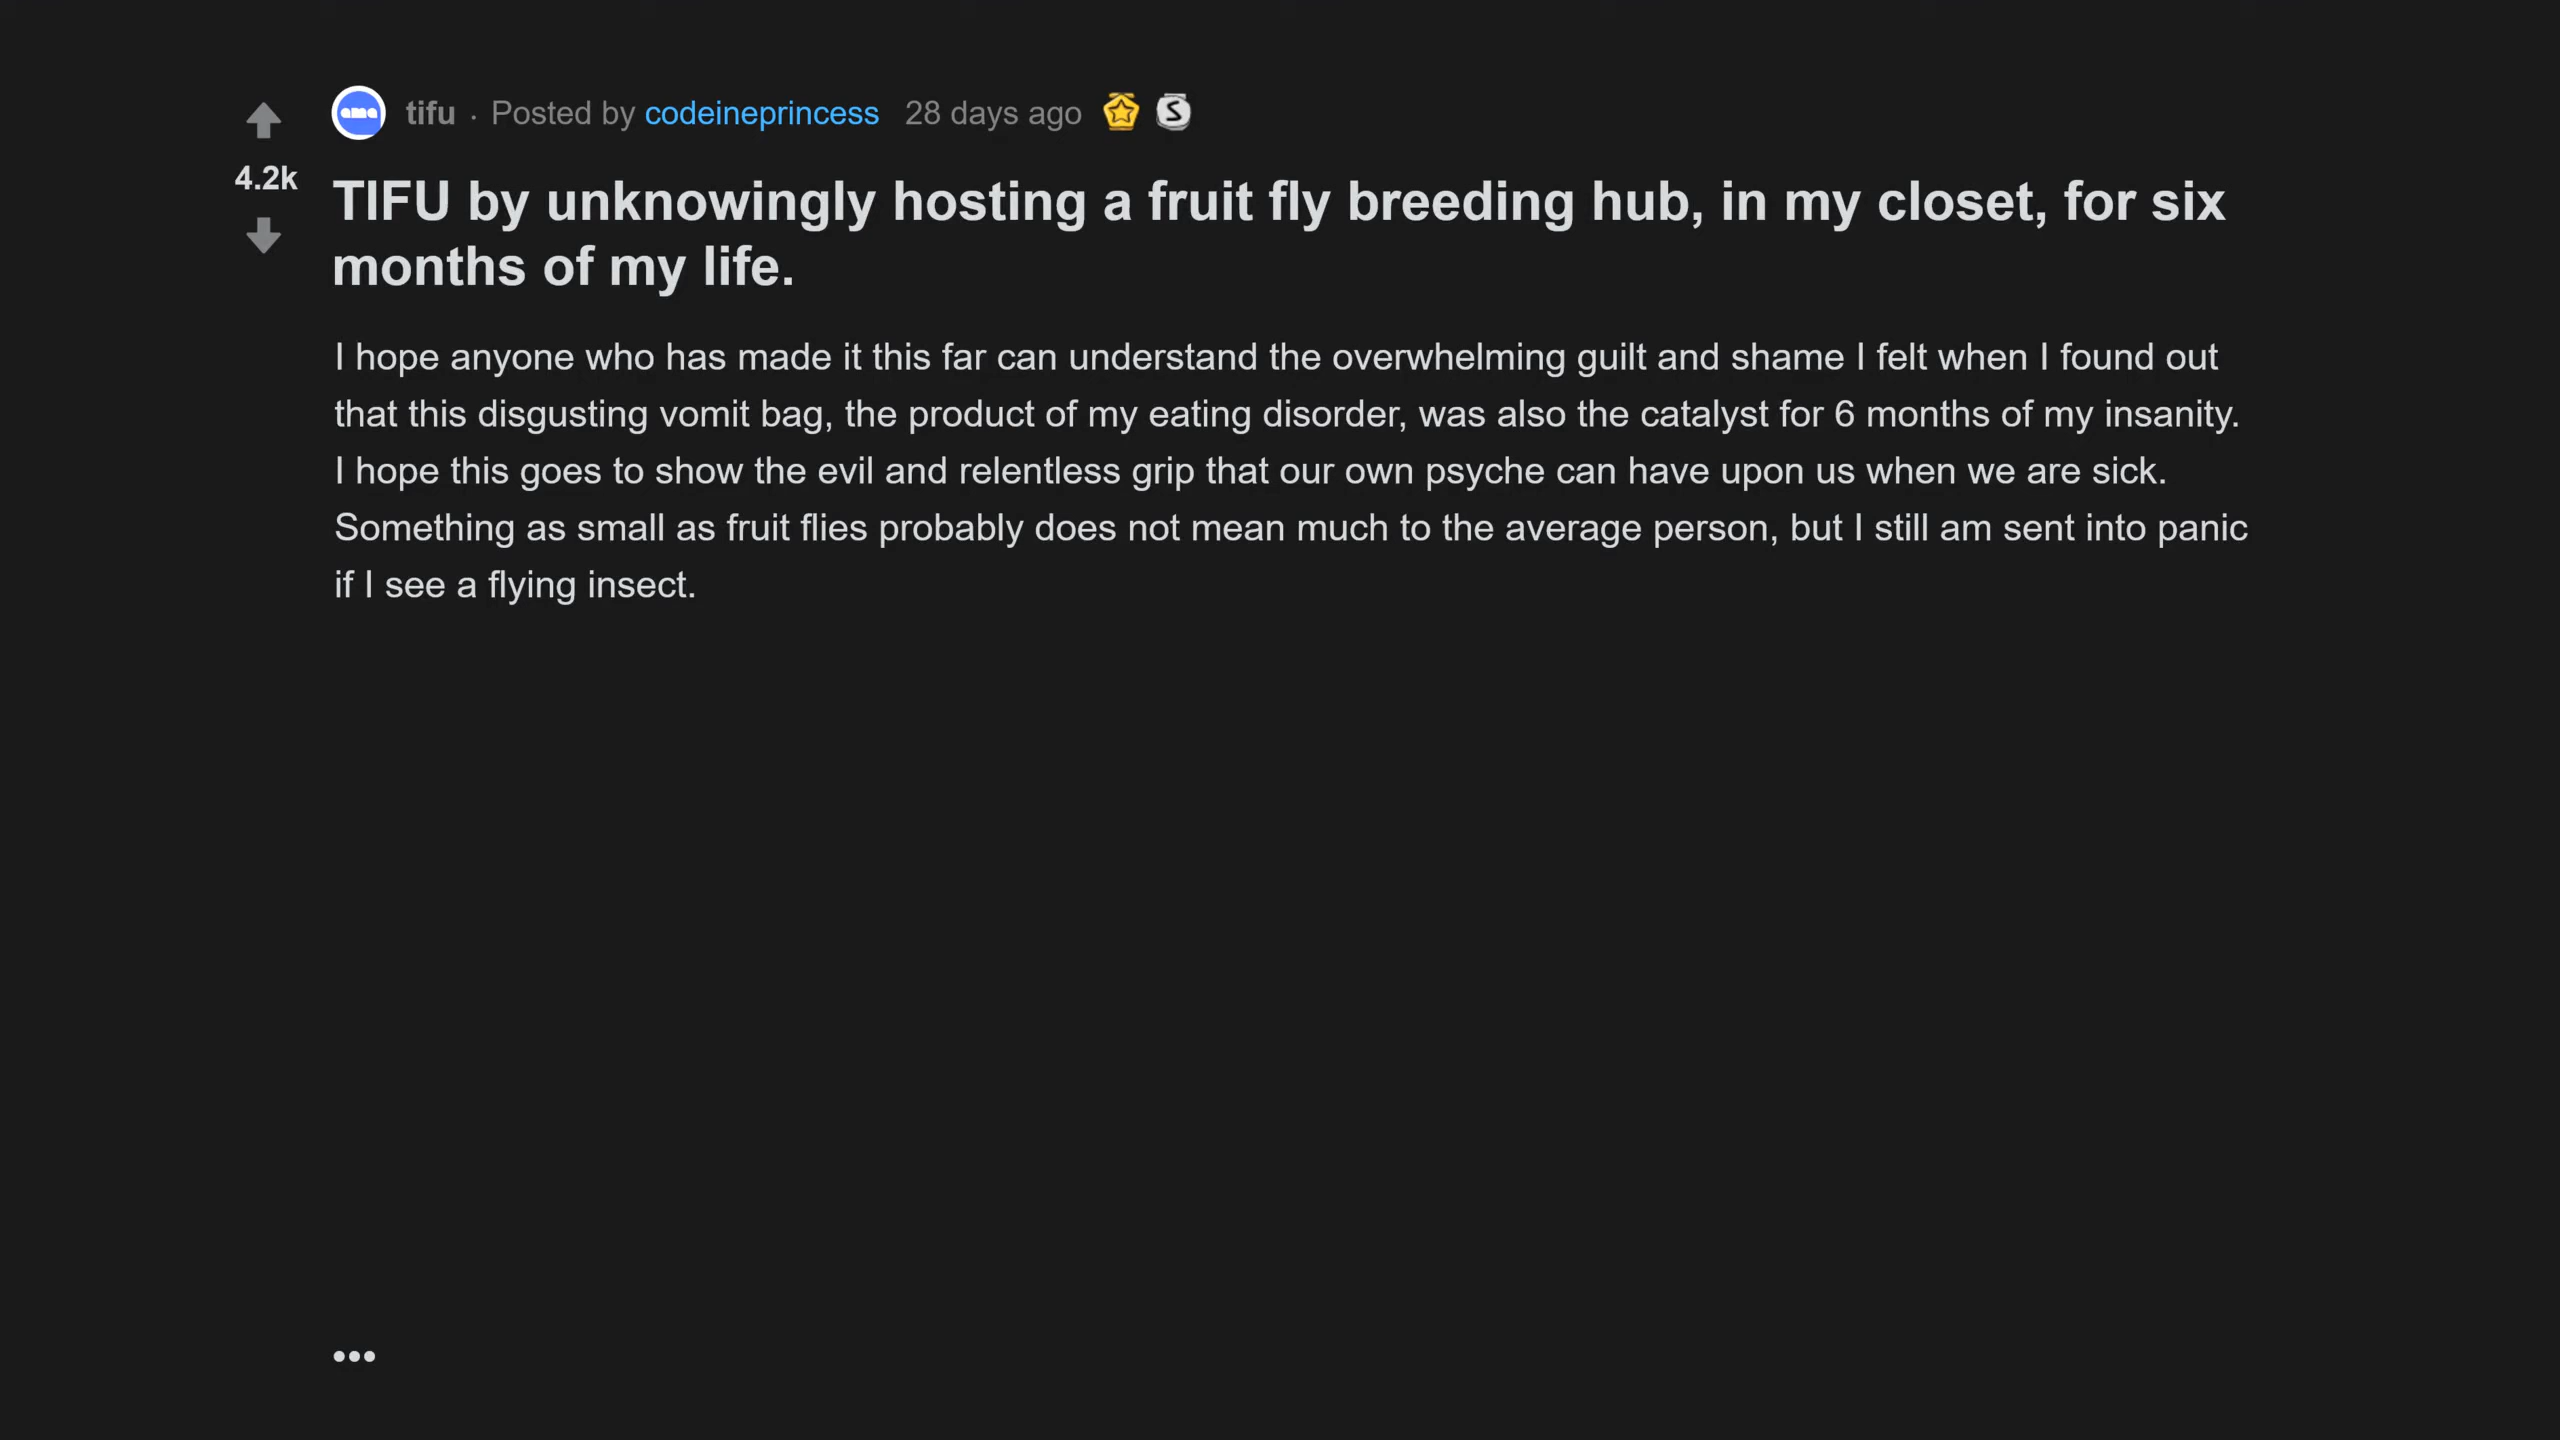 tifu · Posted by codeineprincess 28 days ago
4.2k
TIFU by unknowingly hosting a fruit fly breeding hub, in my closet, for six
months of my life.
I hope anyone who has made it this far can understand the overwhelming guilt and shame I felt when I found out
that this disgusting vomit bag, the product of my eating disorder, was also the catalyst for 6 months of my insanity.
I hope this goes to show the evil and relentless grip that our own psyche can have upon us when we are sick.
Something as small as fruit flies probably does not mean much to the average person, but I still am sent into panic
if I see a flying insect.
•••